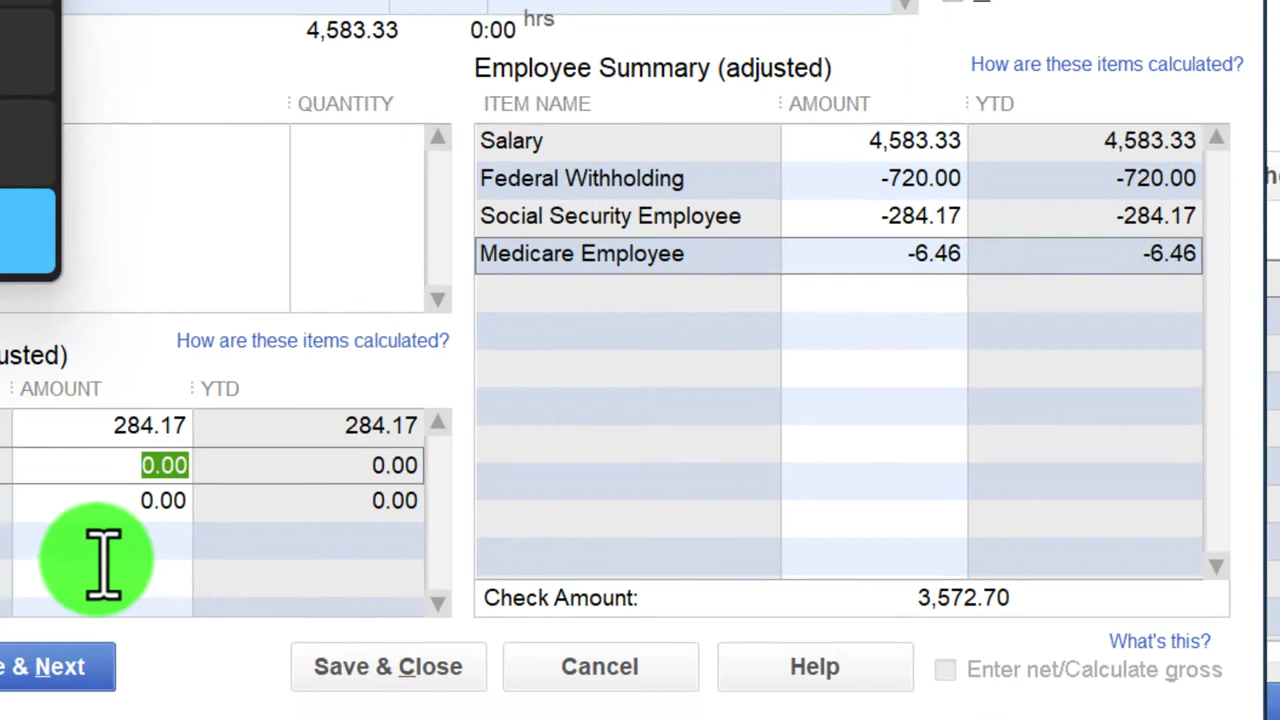 4,583.33 0:00 hrs
Employee Summary (adjusted) How are these items calculated?
QUANTITY
ITEM NAME AMOUNT YTD
Salary 4,583.33 4,583.33
Federal Withholding -720.00 -720.00
Social Security Employee -284.17 -284.17
Medicare Employee -6.46 -6.46
How are these items calculated?
usted)
AMOUNT YTD
284.17 284.17
0.00 0.00
0.00 0.00
Check Amount: 3,572.70
What's this?
e & Next Save & Close Cancel Help Enter net/Calculate gross